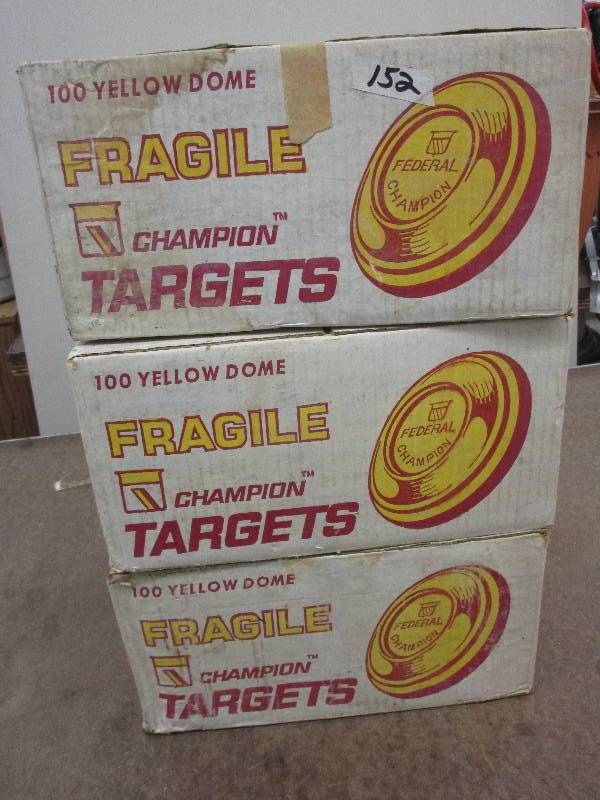 100 YELLOW DOME
152
FRAGILE
CHAMPION™
TARGETS
FEDERAL
CHAMPION
100 YELLOW DOME
FRAGILE
CHAMPION™
TARGETS
FEDERAL
CHAMPION
100 YELLOW DOME
FRAGILE
CHAMPION™
TARGETS
FEDERAL
CHAMPION